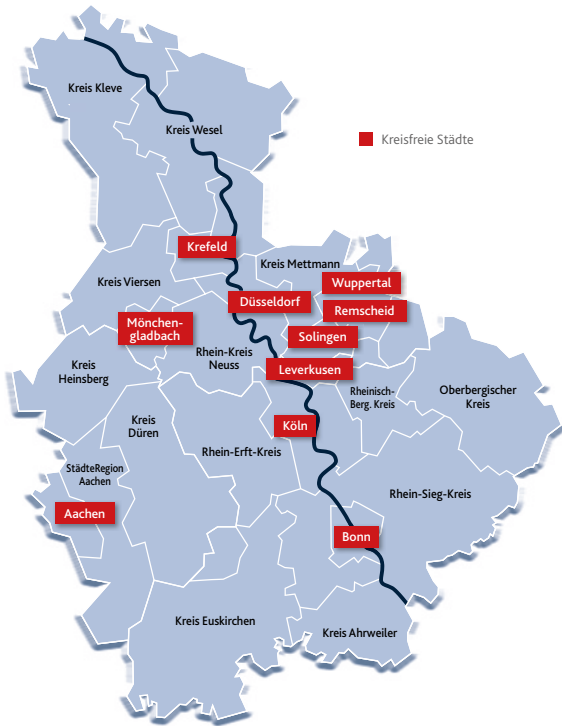 Kreis Kleve
Kreis Wesel
Kreisfreie Städte
Krefeld
Kreis Mettmann
Kreis Viersen
Wuppertal
Düsseldorf
Remscheid
Mönchen-
gladbach
Solingen
Rhein-Kreis
Neuss
Kreis
Heinsberg
Leverkusen
Rheinisch-
Berg. Kreis
Oberbergischer
Kreis
Kreis
Düren
Köln
Rhein-Erft-Kreis
StädteRegion
Aachen
Rhein-Sieg-Kreis
Aachen
Bonn
Kreis Euskirchen
Kreis Ahrweiler